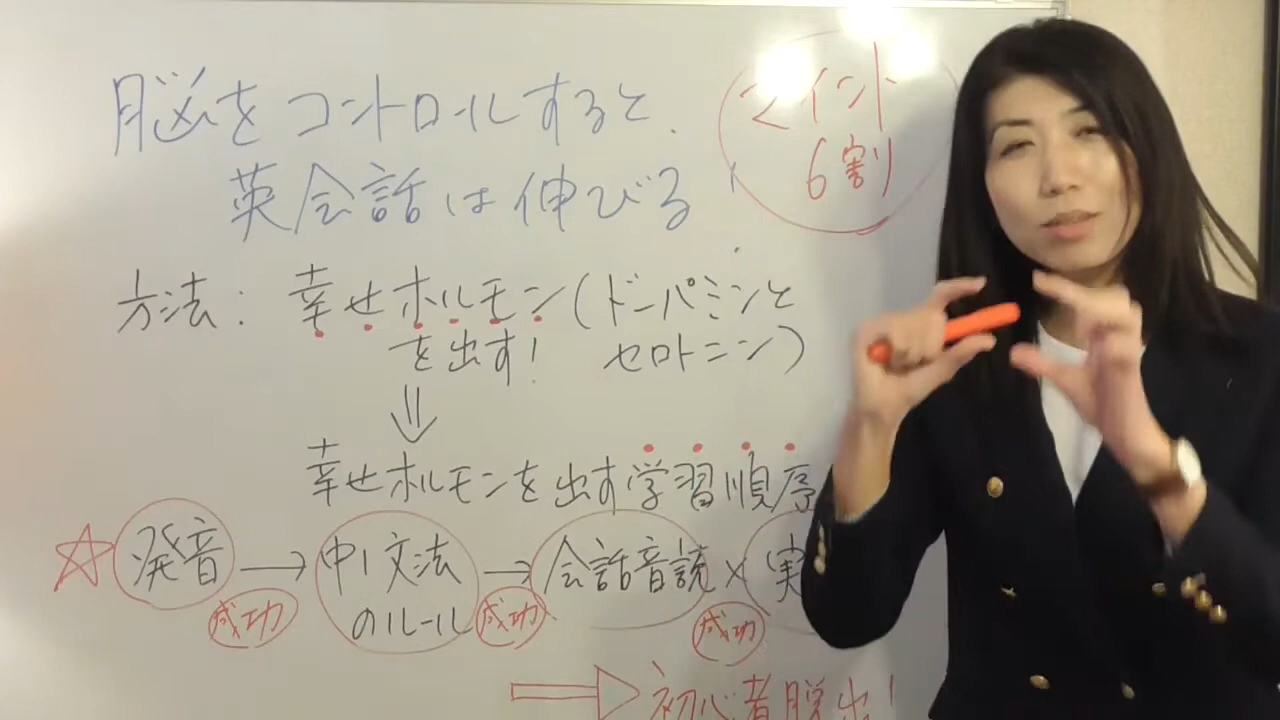 脳をコントロールすると、
英会話は伸びる
マインド
6割
方法: 幸せホルモン(ドーパミンと
を出す! セロトニン)
幸せホルモンを出す学習順序
☆発音→中1文法→会話音読×実
のルール
成功 成功 成功
⇒初心者脱出!